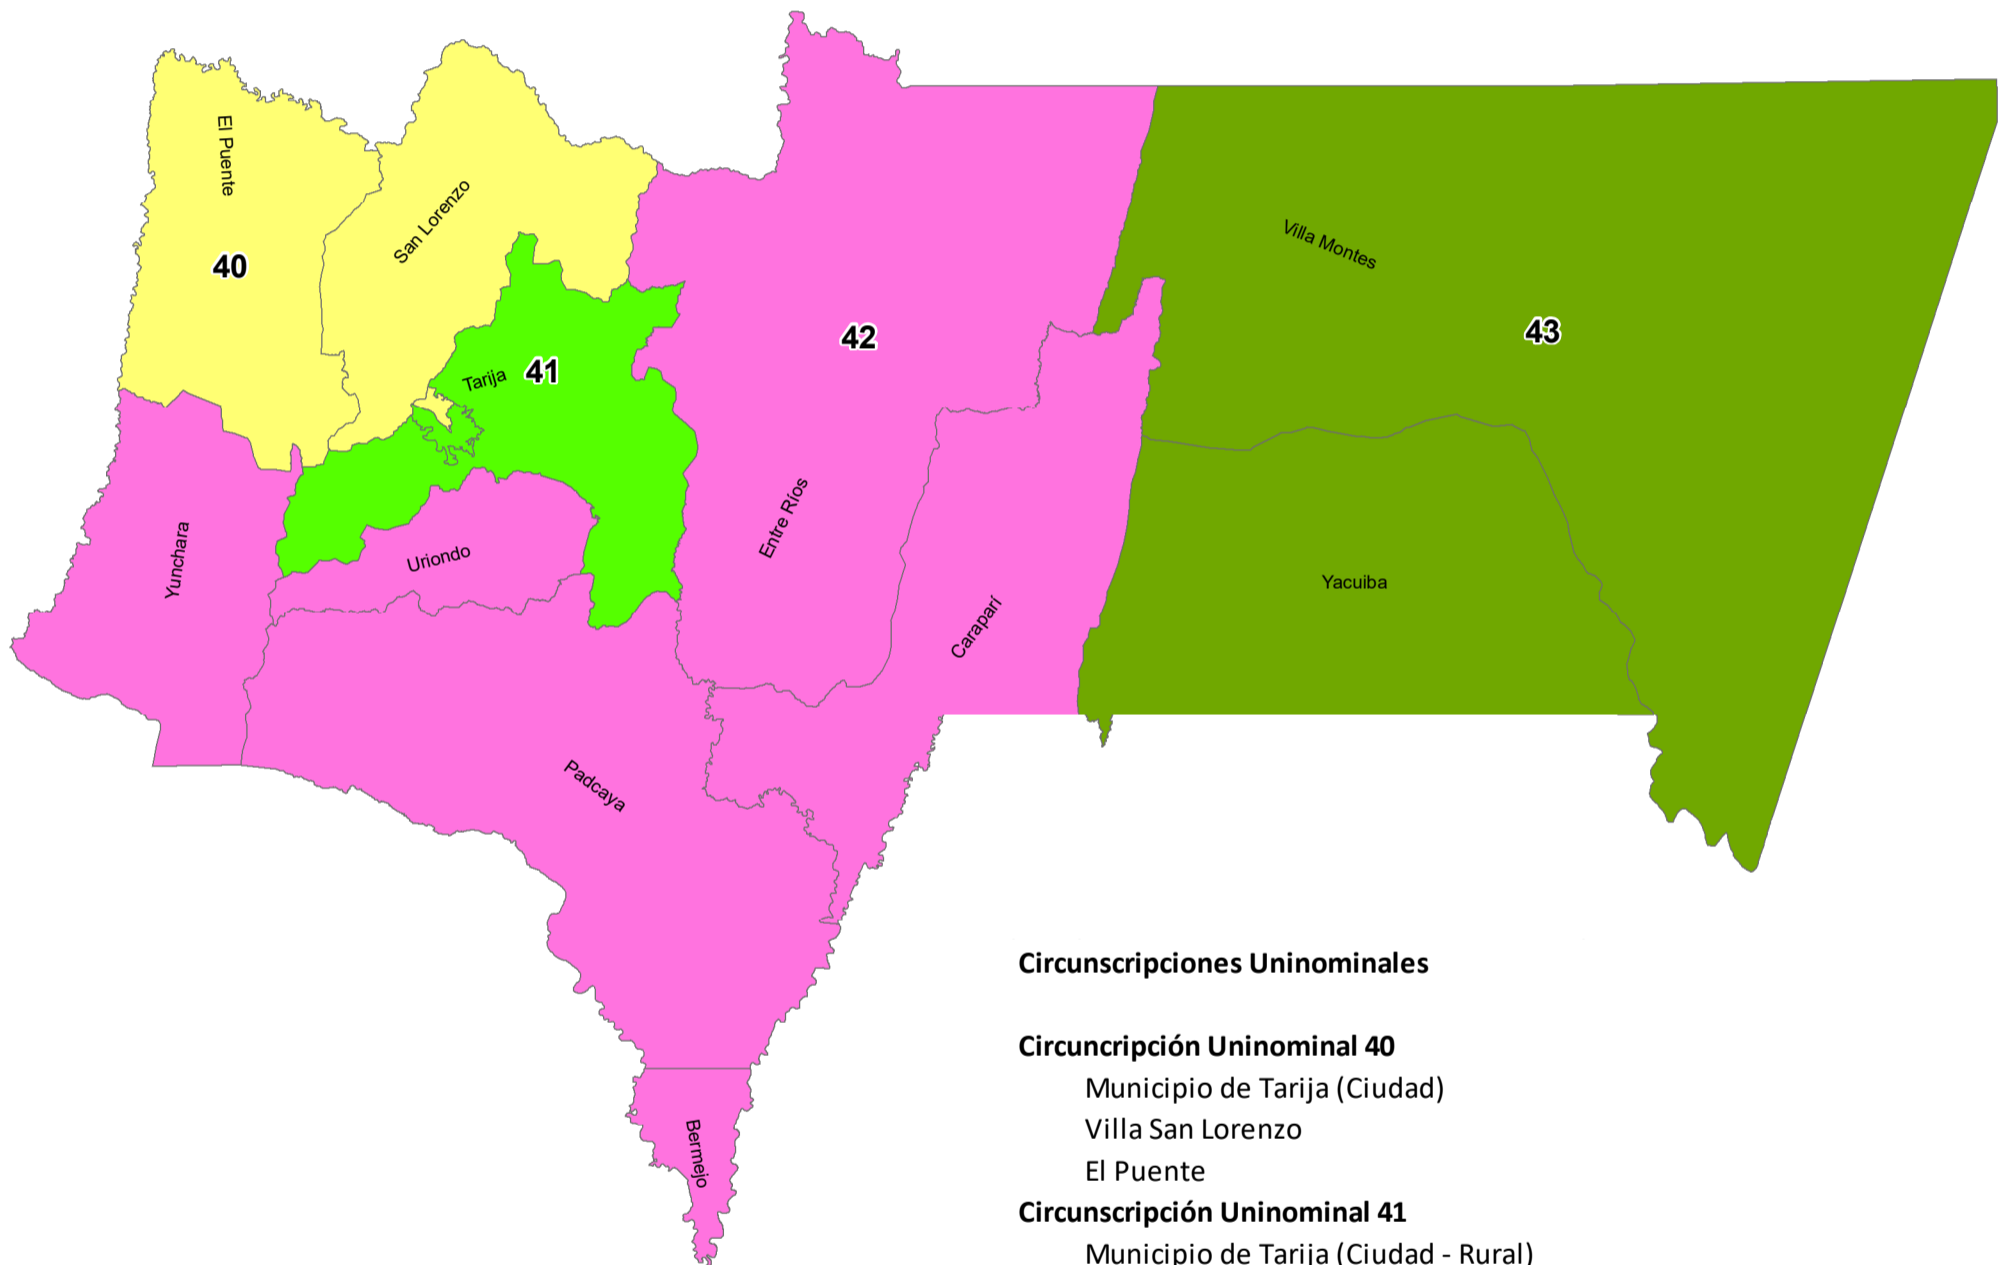 El Puente
40
San Lorenzo
Tarija
41
42
Villa Montes
43
Yunchara
Uriondo
Entre Ríos
Caraparí
Yacuiba
Padcaya
Bermejo
Circunscripciones Uninominales
Circuncripción Uninominal 40
Municipio de Tarija (Ciudad)
Villa San Lorenzo
El Puente
Circunscripción Uninominal 41
Municipio de Tarija (Ciudad - Rural)